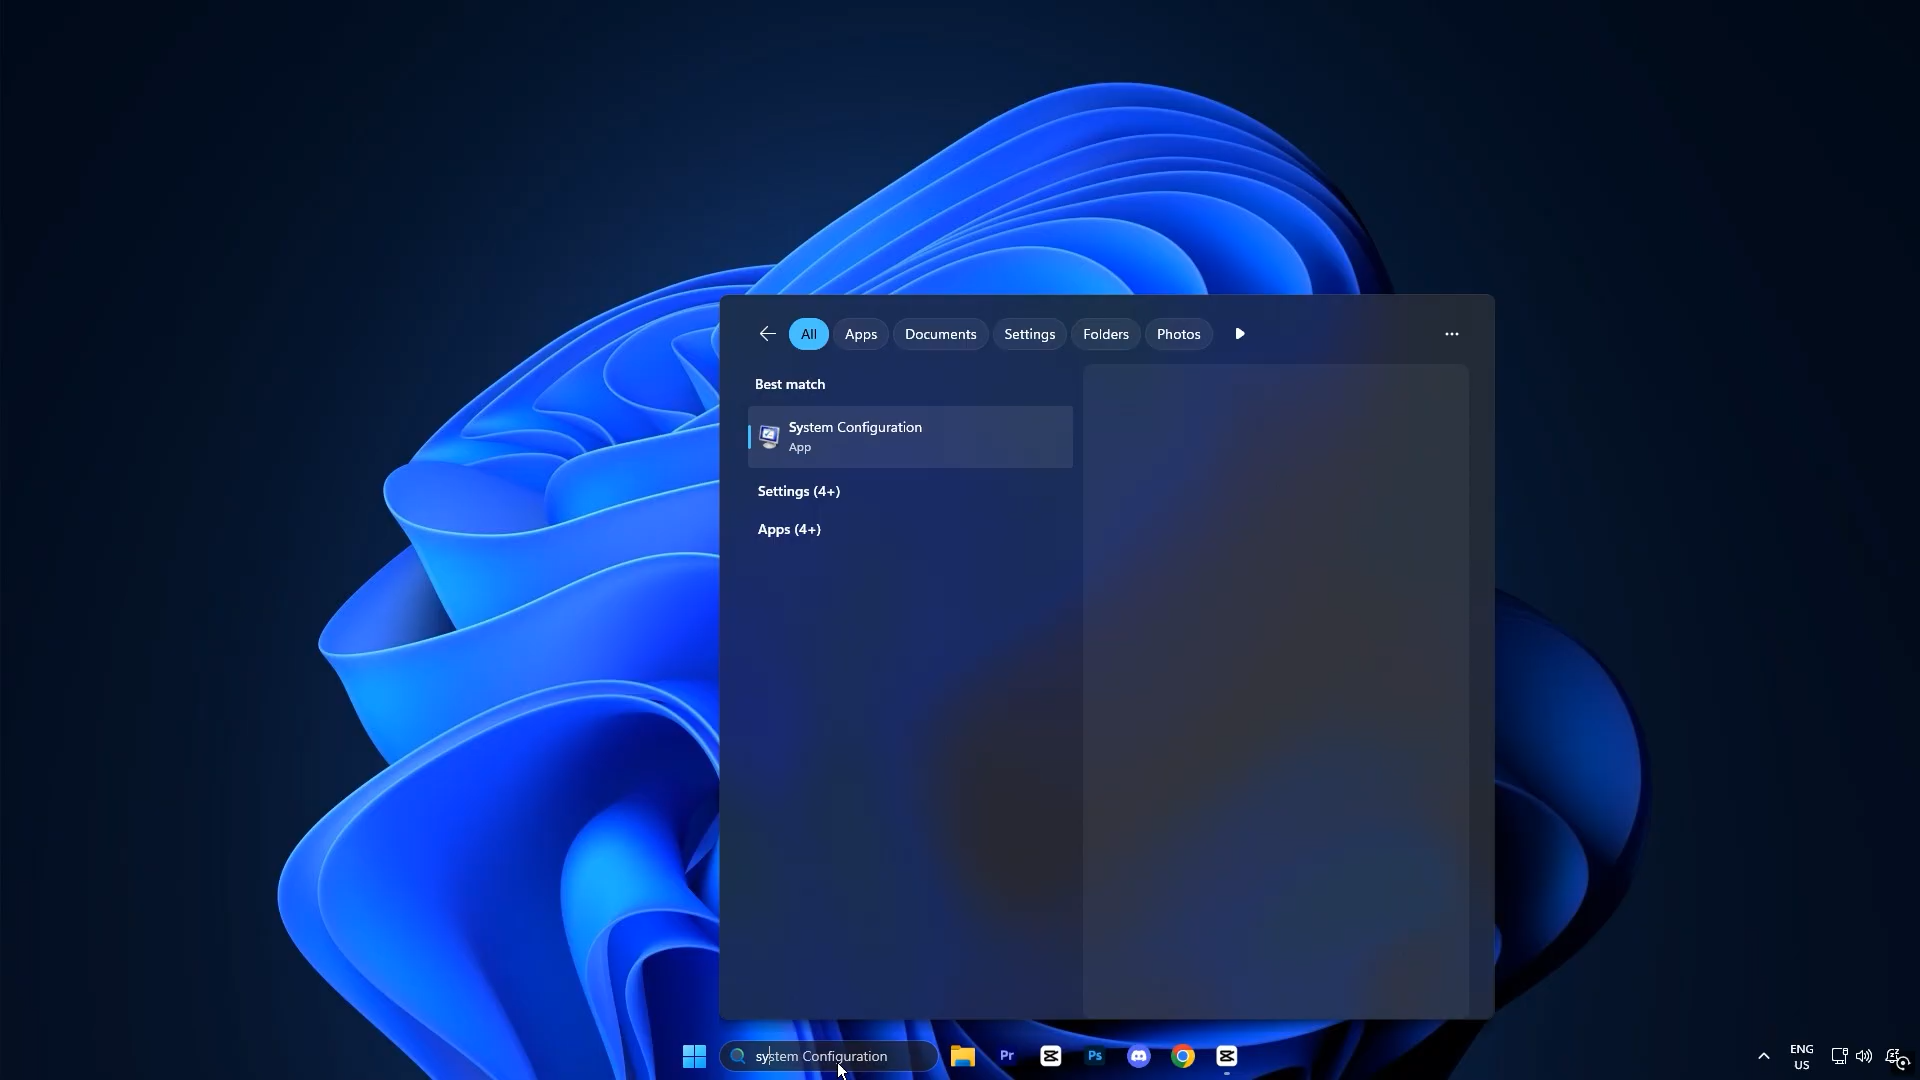 All Apps Documents Settings Folders Photos
Best match
System Configuration
App
Settings (4+)
Apps (4+)
system Configuration
Pr
Ps
ENG
US